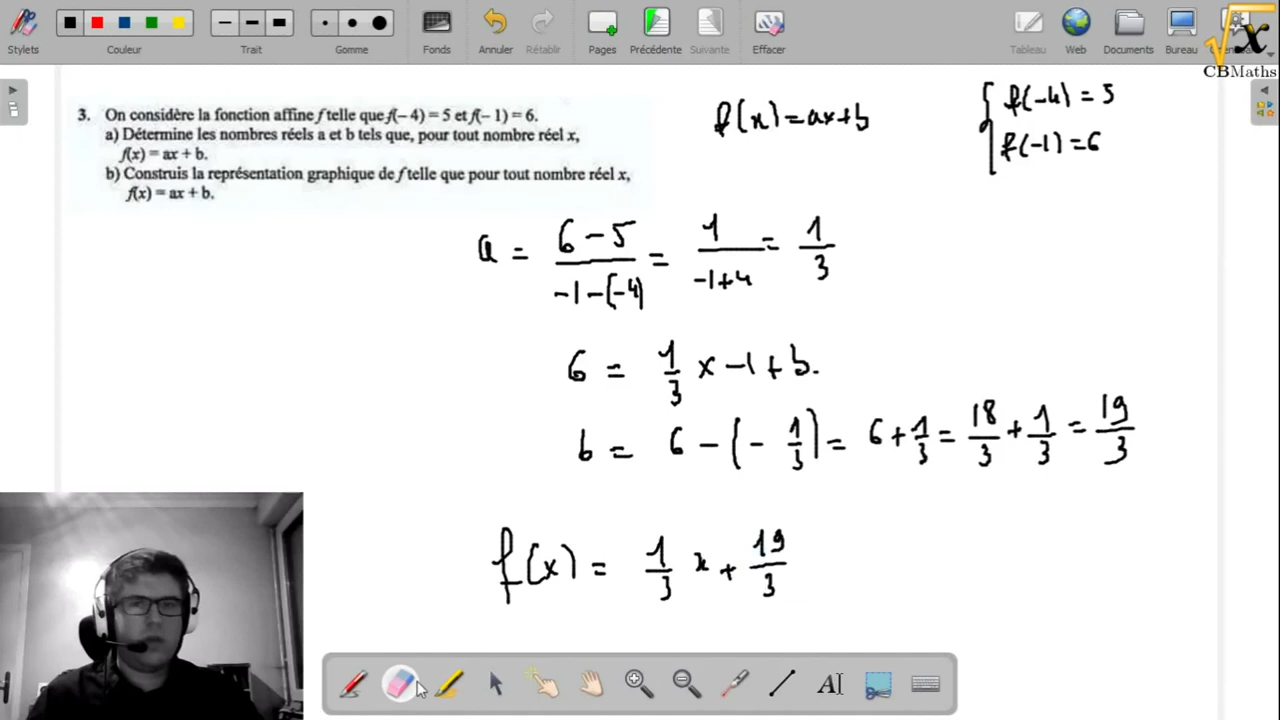 Stylets Couleur Trait Gomme Fonds Annuler Rétablir Pages Précédente Suivante Effacer Tableau Web Documents Bureau
CBMaths
3. On considère la fonction affine f telle que f(– 4) = 5 et f(– 1) = 6.
a) Détermine les nombres réels a et b tels que, pour tout nombre réel x,
f(x) = ax + b.
b) Construis la représentation graphique de f telle que pour tout nombre réel x,
f(x) = ax + b.
f(x) = ax + b
{ f(-4) = 5
f(-1) = 6
a = (6 - 5)/(-1 - (-4)) = 1/(-1+4) = 1/3
6 = 1/3 x -1 + b.
b = 6 - (- 1/3) = 6 + 1/3 = 18/3 + 1/3 = 19/3
f(x) = 1/3 x + 19/3